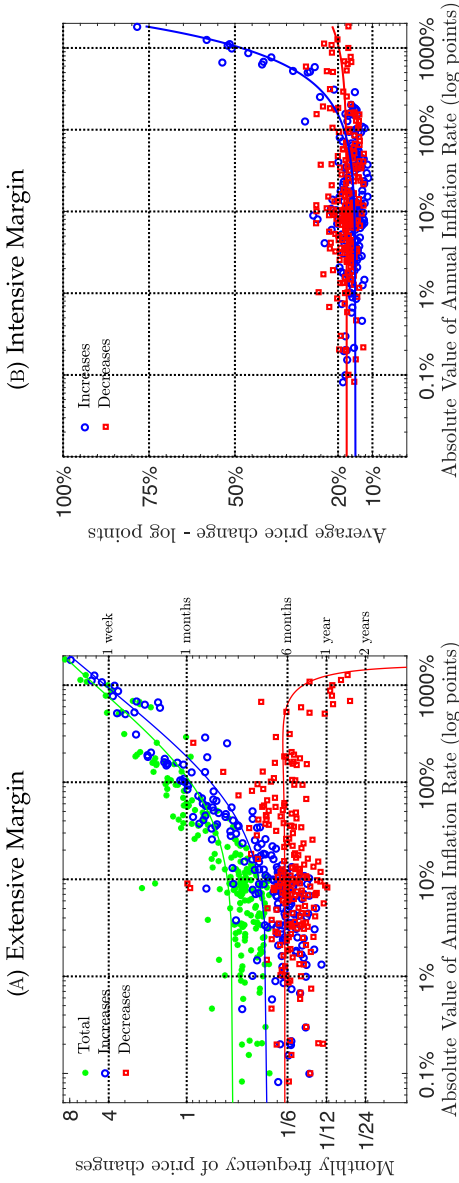 (A) Extensive Margin
Total
Increases
Decreases
8
4
1
1/6
1/12
1/24
1 week
1 months
6 months
1 year
2 years
Monthly frequency of price changes
0.1%
1%
10%
100%
1000%
Absolute Value of Annual Inflation Rate (log points)
(B) Intensive Margin
Increases
Decreases
100%
75%
50%
20%
10%
Average price change - log points
0.1%
1%
10%
100%
1000%
Absolute Value of Annual Inflation Rate (log points)